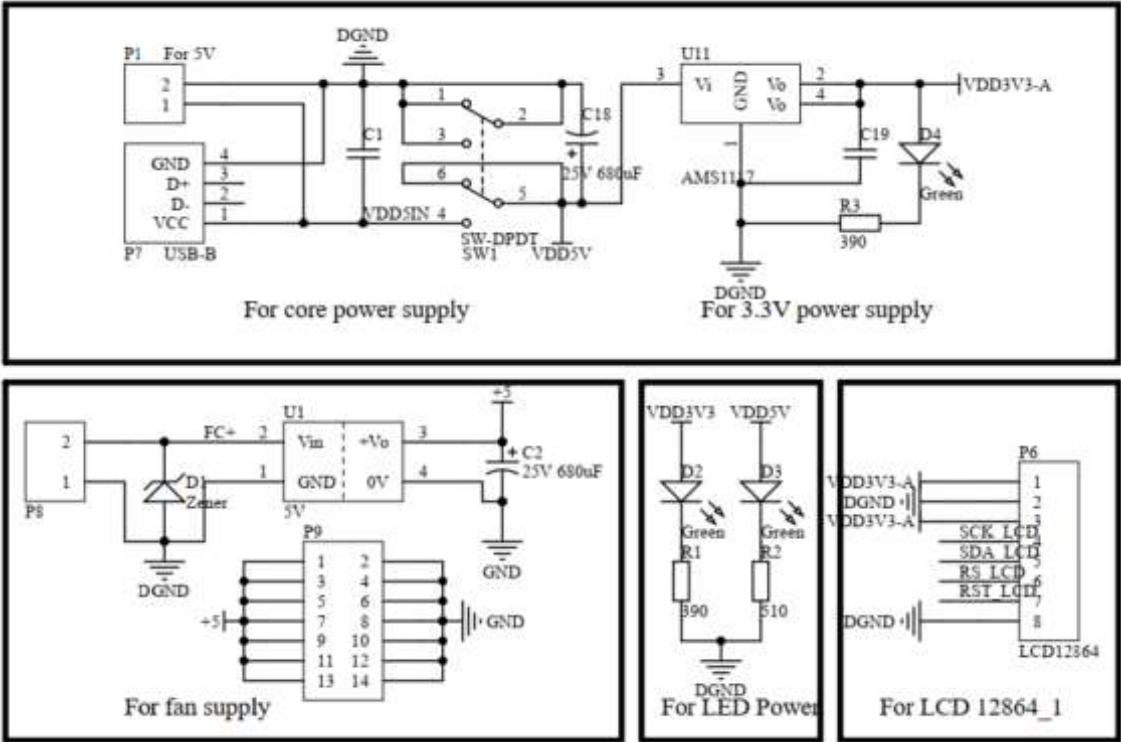 DGND
P1 For 5V
2
1
GND 4
D+ 3
D- 2
VCC 1
P7 USB-B
C1
VDD5IN 4
1
2
3
6
5
SW-DPDT
SW1
VDD5V
C18
25V 680uF
U11
3 Vi GND Vo 2
Vo 4
1
AMS1117
C19
D4
Green
VDD3V3-A
R3
390
DGND
For core power supply
For 3.3V power supply
P8
2
1
FC+
D1
Zener
DGND
U1
2 Vin +Vo 3
1 GND 0V 4
5V
+5
C2
25V 680uF
GND
P9
1 2
3 4
5 6
7 8
9 10
11 12
13 14
+5
GND
For fan supply
VDD3V3 VDD5V
D2 D3
Green Green
R1 R2
390 510
DGND
For LED Power
P6
VDD3V3-A 1
DGND 2
VDD3V3-A 3
SCK_LCD 4
SDA_LCD 5
RS_LCD 6
RST_LCD 7
DGND 8
LCD12864
For LCD 12864_1